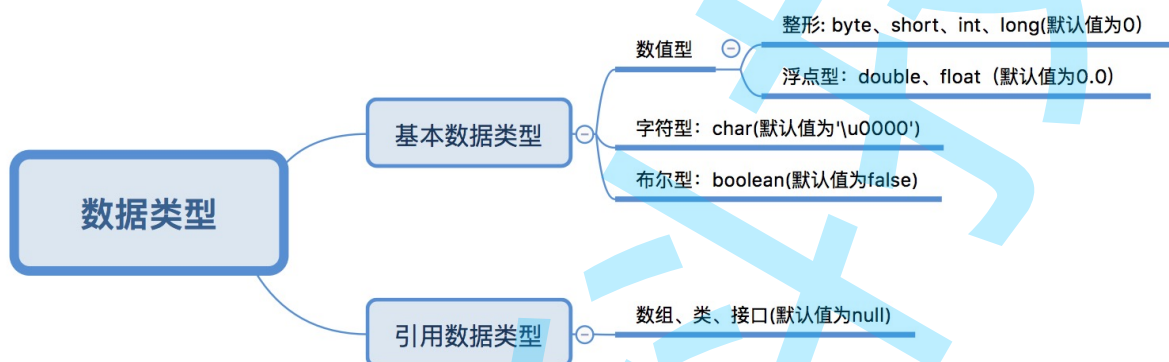 整形: byte、short、int、long(默认值为0）
数值型
浮点型：double、float（默认值为0.0）
基本数据类型
字符型：char(默认值为'\u0000')
布尔型：boolean(默认值为false)
数据类型
数组、类、接口(默认值为null)
引用数据类型